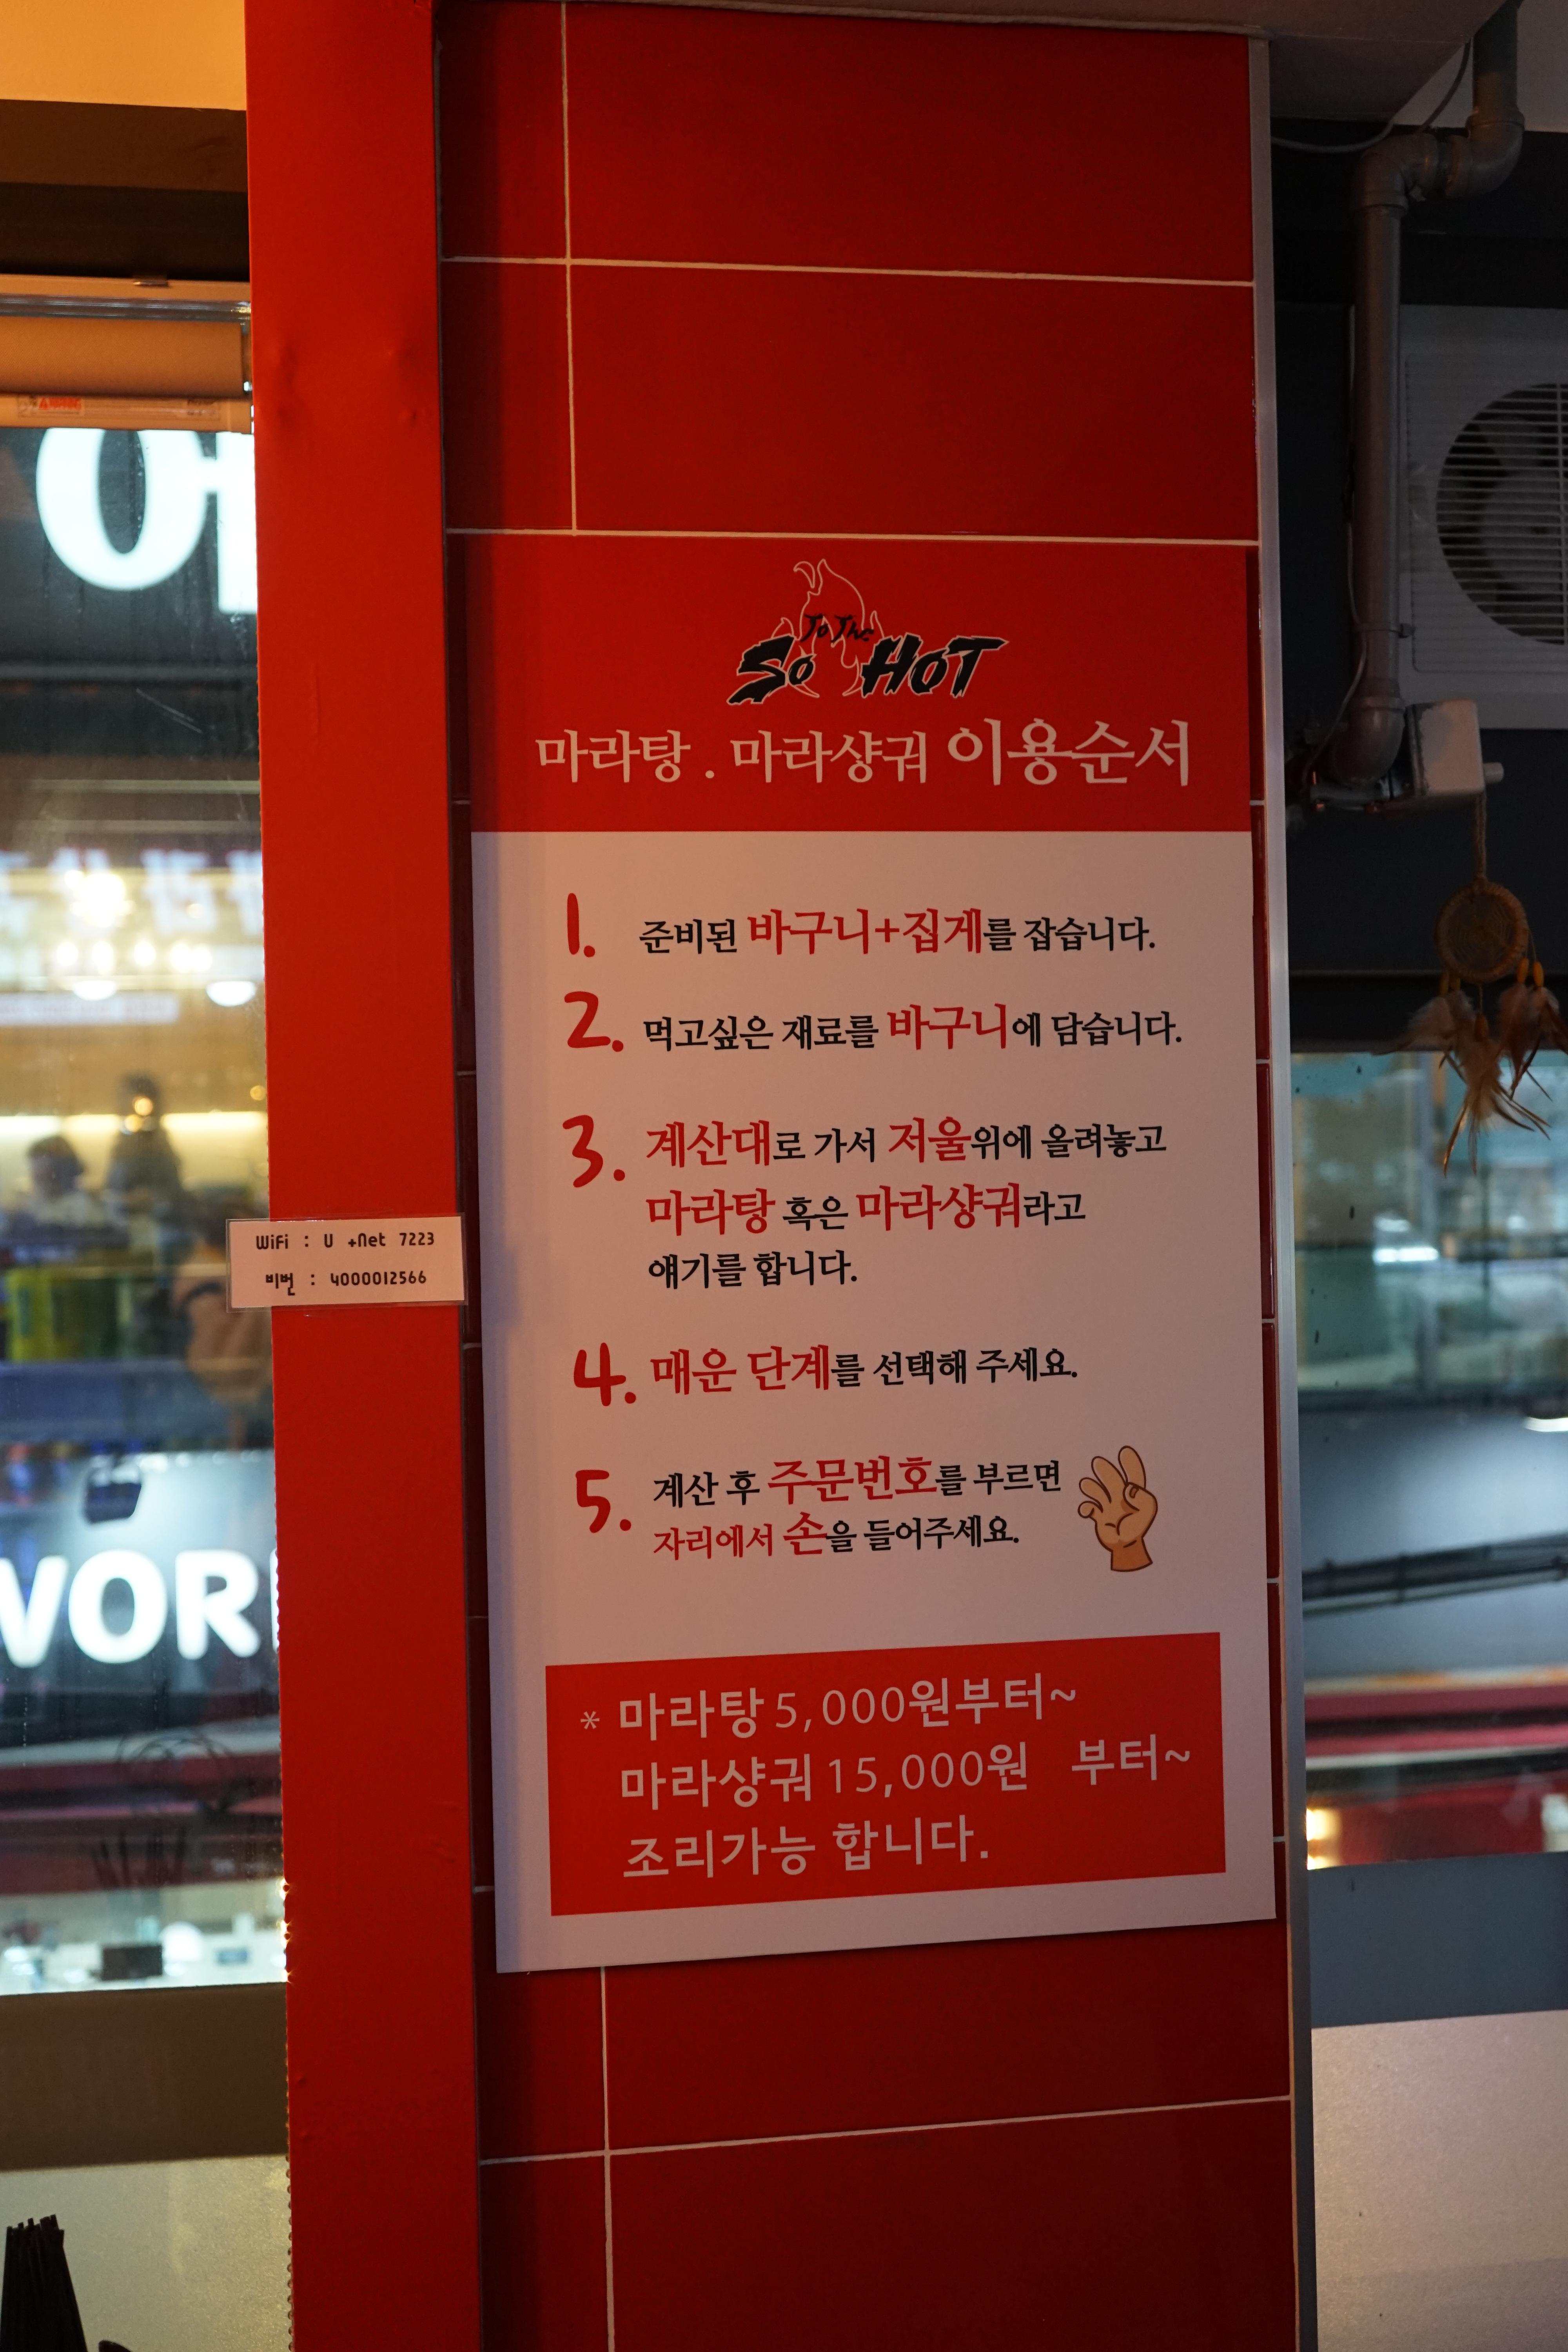 To The
SO HOT
마라탕 . 마라샹궈 이용순서
1. 준비된 바구니+집게를 잡습니다.
2. 먹고싶은 재료를 바구니에 담습니다.
3. 계산대로 가서 저울위에 올려놓고
마라탕 혹은 마라샹궈라고
얘기를 합니다.
4. 매운 단계를 선택해 주세요.
5. 계산 후 주문번호를 부르면
자리에서 손을 들어주세요.
* 마라탕 5,000원부터~
마라샹궈 15,000원 부터~
조리가능 합니다.
WiFi : U +Net 7223
비번 : 4000012566